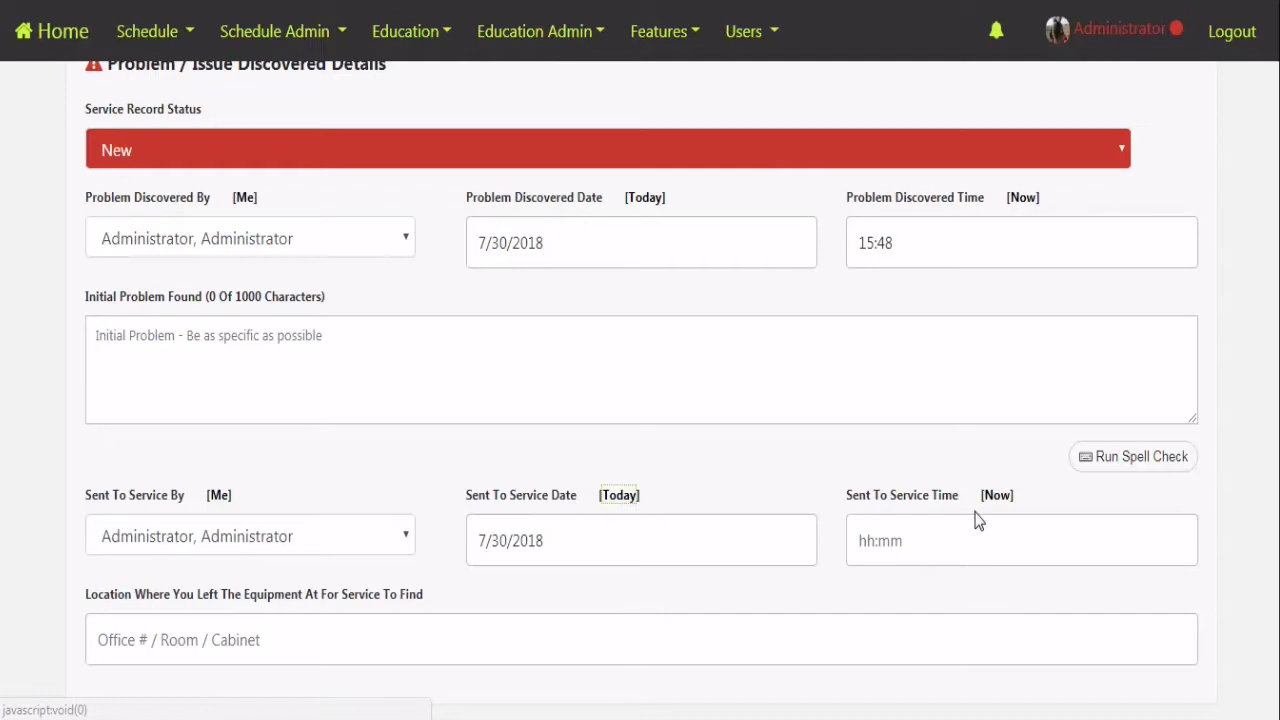 Home Schedule Schedule Admin Education Education Admin Features Users Administrator Logout
Problem / Issue Discovered Details
Service Record Status
New
Problem Discovered By [Me] Problem Discovered Date [Today] Problem Discovered Time [Now]
Administrator, Administrator 7/30/2018 15:48
Initial Problem Found (0 Of 1000 Characters)
Initial Problem - Be as specific as possible
Run Spell Check
Sent To Service By [Me] Sent To Service Date [Today] Sent To Service Time [Now]
Administrator, Administrator 7/30/2018 hh:mm
Location Where You Left The Equipment At For Service To Find
Office # / Room / Cabinet
javascript:void(0)